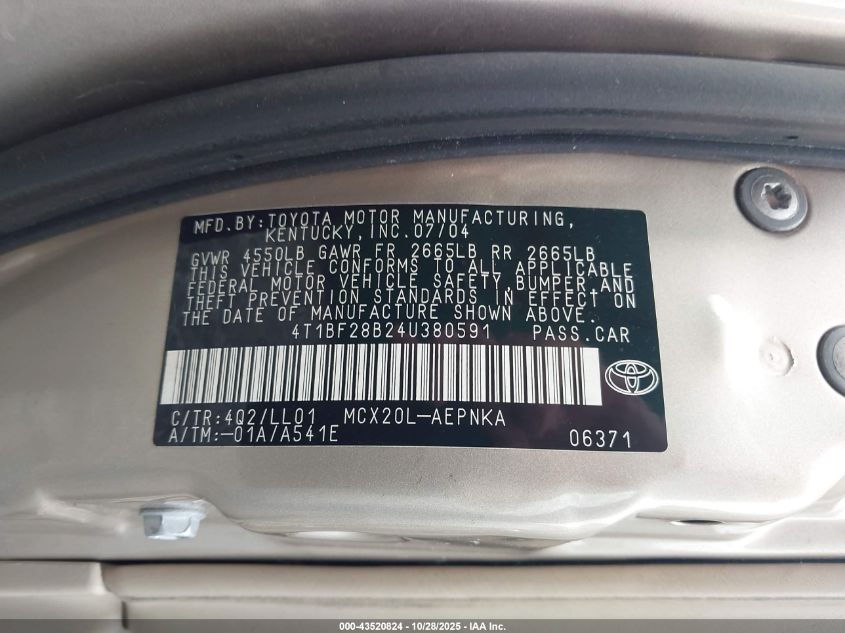 MFD.BY:TOYOTA MOTOR MANUFACTURING,
KENTUCKY,INC.07/04
GVWR 4550LB GAWR FR 2665LB RR 2665LB
THIS VEHICLE CONFORMS TO ALL APPLICABLE
FEDERAL MOTOR VEHICLE SAFETY,BUMPER,AND
THEFT PREVENTION STANDARDS IN EFFECT ON
THE DATE OF MANUFACTURE SHOWN ABOVE.
4T1BF28B24U380591 PASS.CAR
C/TR:4Q2/LL01 MCX20L-AEPNKA
A/TM:-01A/A541E 06371
000-43520824 | 10/28/2025 - IAA Inc.